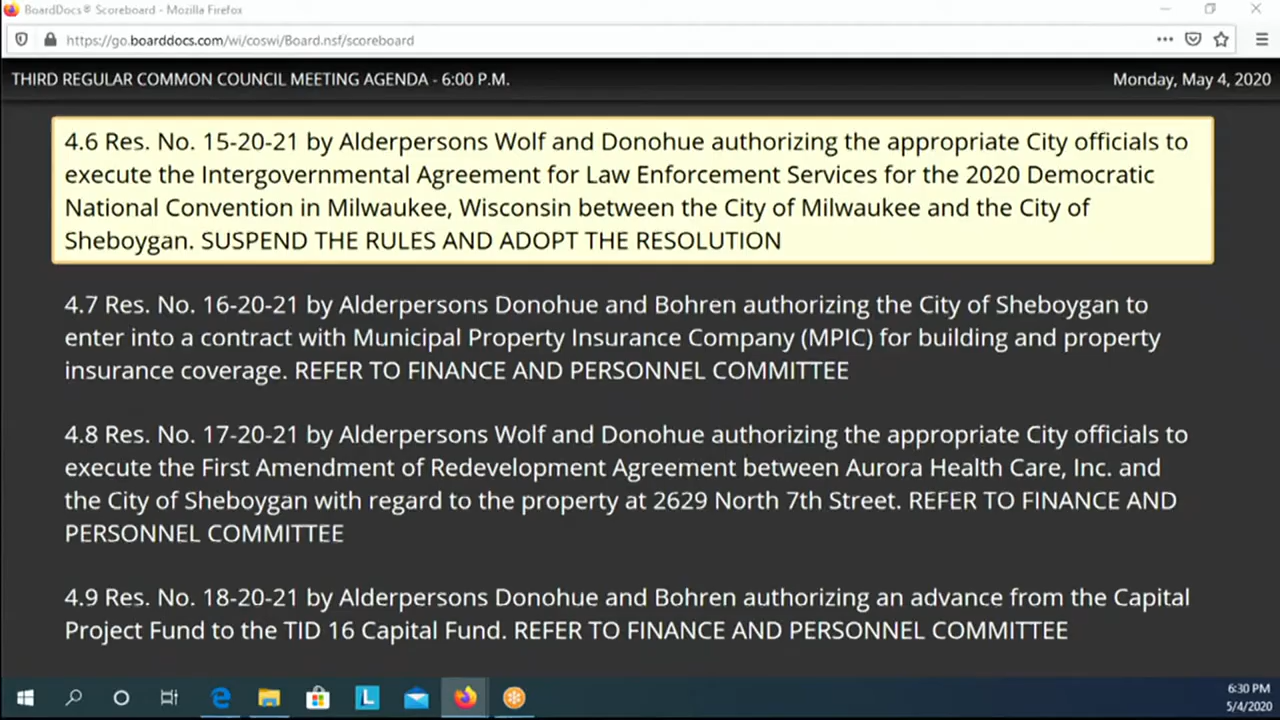 BoardDocs® Scoreboard - Mozilla Firefox
https://go.boarddocs.com/wi/coswi/Board.nsf/scoreboard
THIRD REGULAR COMMON COUNCIL MEETING AGENDA - 6:00 P.M. Monday, May 4, 2020
4.6 Res. No. 15-20-21 by Alderpersons Wolf and Donohue authorizing the appropriate City officials to
execute the Intergovernmental Agreement for Law Enforcement Services for the 2020 Democratic
National Convention in Milwaukee, Wisconsin between the City of Milwaukee and the City of
Sheboygan. SUSPEND THE RULES AND ADOPT THE RESOLUTION
4.7 Res. No. 16-20-21 by Alderpersons Donohue and Bohren authorizing the City of Sheboygan to
enter into a contract with Municipal Property Insurance Company (MPIC) for building and property
insurance coverage. REFER TO FINANCE AND PERSONNEL COMMITTEE
4.8 Res. No. 17-20-21 by Alderpersons Wolf and Donohue authorizing the appropriate City officials to
execute the First Amendment of Redevelopment Agreement between Aurora Health Care, Inc. and
the City of Sheboygan with regard to the property at 2629 North 7th Street. REFER TO FINANCE AND
PERSONNEL COMMITTEE
4.9 Res. No. 18-20-21 by Alderpersons Donohue and Bohren authorizing an advance from the Capital
Project Fund to the TID 16 Capital Fund. REFER TO FINANCE AND PERSONNEL COMMITTEE
L
6:30 PM
5/4/2020